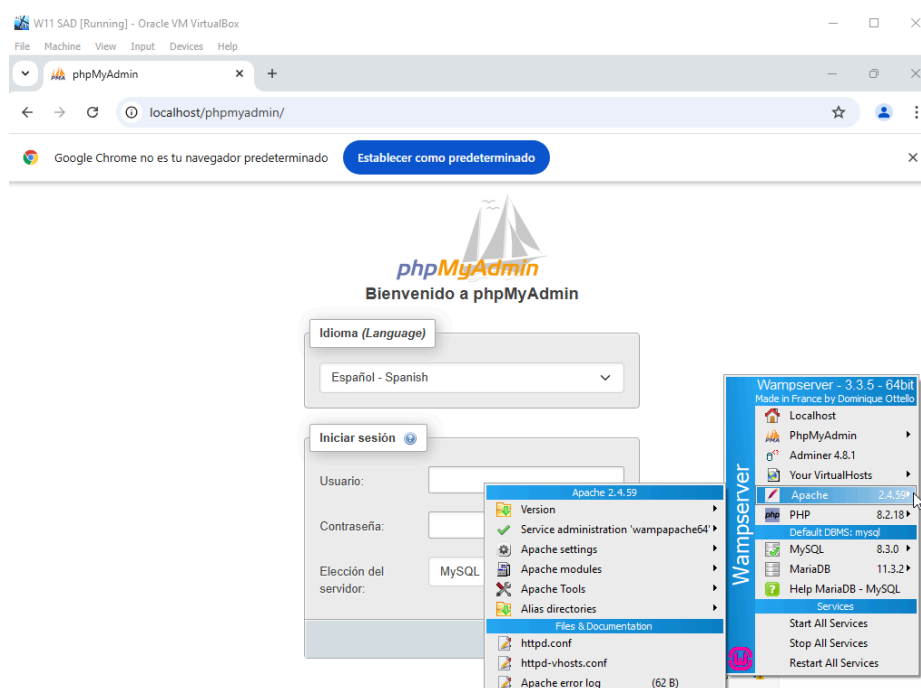 W11 SAD [Running] - Oracle VM VirtualBox
File Machine View Input Devices Help
phpMyAdmin
localhost/phpmyadmin/
Google Chrome no es tu navegador predeterminado Establecer como predeterminado
phpMyAdmin
Bienvenido a phpMyAdmin
Idioma (Language)
Español - Spanish
Iniciar sesión
Usuario:
Contraseña:
Elección del
servidor:
MySQL
Apache 2.4.59
Version
Service administration 'wampapache64'
Apache settings
Apache modules
Apache Tools
Alias directories
Files & Documentation
httpd.conf
httpd-vhosts.conf
Apache error log (62 B)
Wampserver
Wampserver - 3.3.5 - 64bit
Made in France by Dominique Ottello
Localhost
PhpMyAdmin
Adminer 4.8.1
Your VirtualHosts
Apache 2.4.59
php PHP 8.2.18
Default DBMS: mysql
MySQL 8.3.0
MariaDB 11.3.2
Help MariaDB - MySQL
Services
Start All Services
Stop All Services
Restart All Services